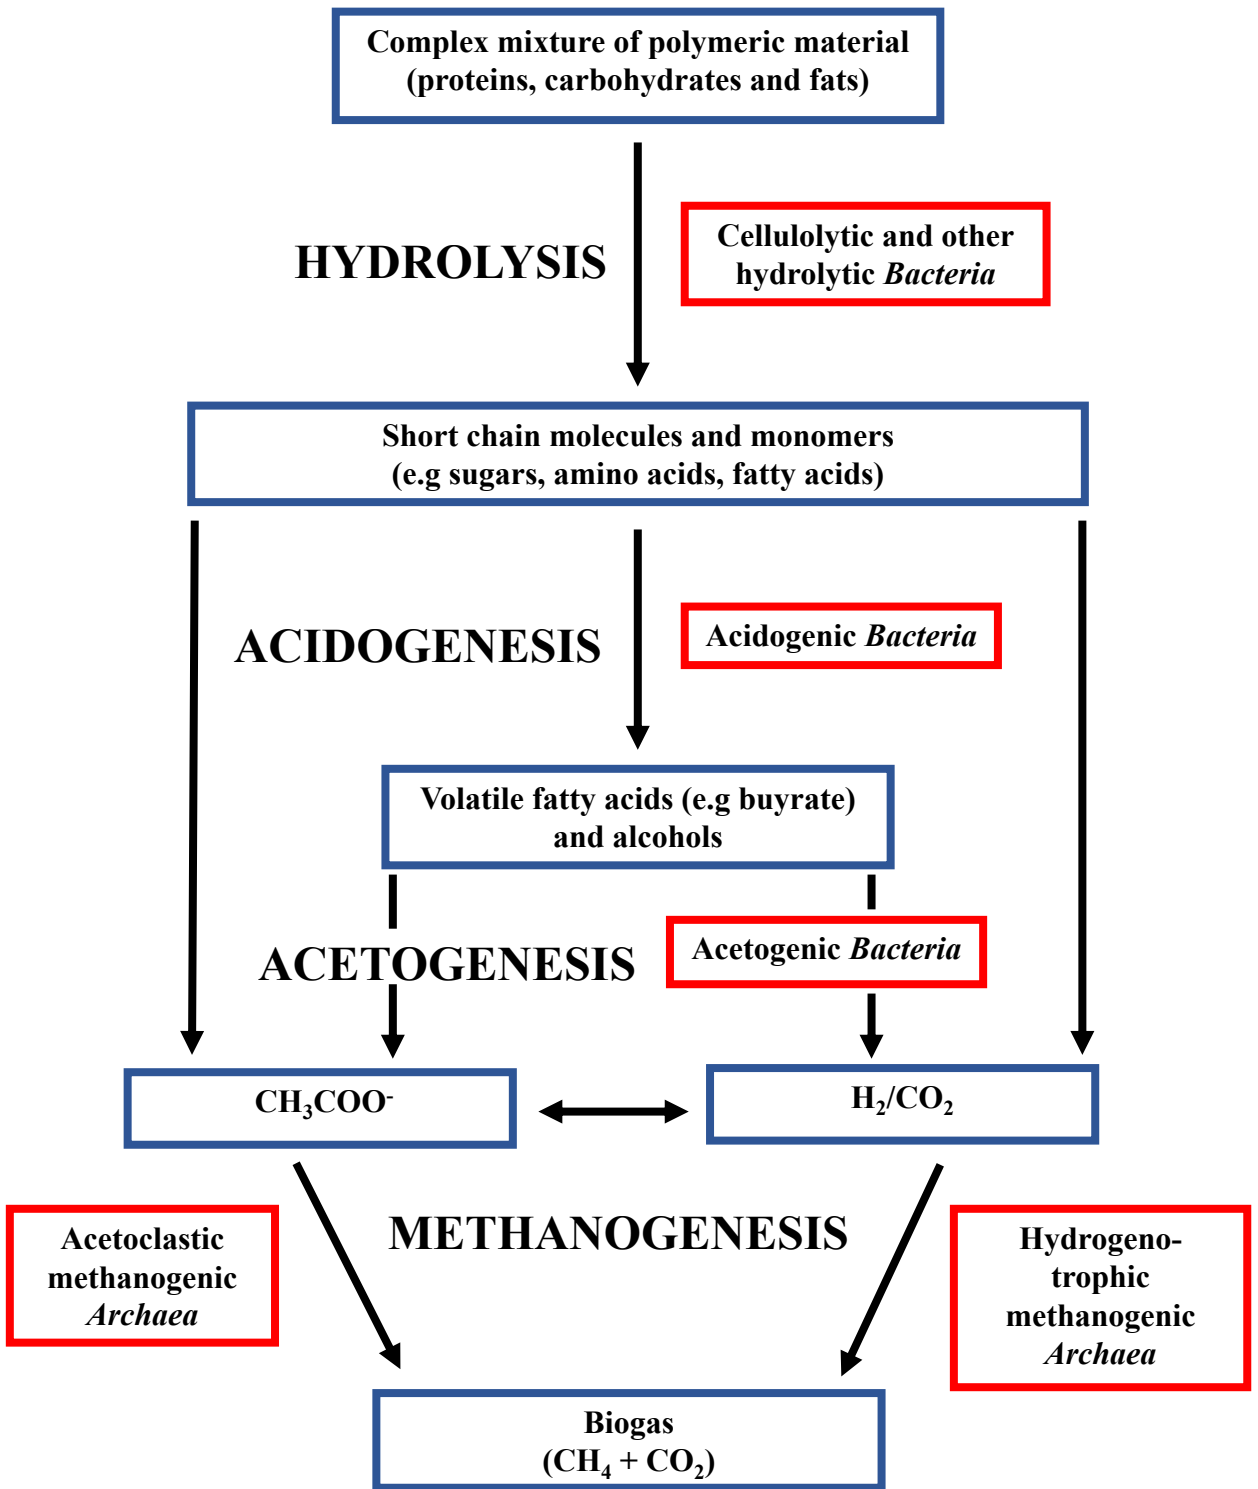 Complex mixture of polymeric material
(proteins, carbohydrates and fats)
HYDROLYSIS
Cellulolytic and other
hydrolytic Bacteria
Short chain molecules and monomers
(e.g sugars, amino acids, fatty acids)
ACIDOGENESIS
Acidogenic Bacteria
Volatile fatty acids (e.g buyrate)
and alcohols
ACETOGENESIS
Acetogenic Bacteria
CH₃COO⁻
H₂/CO₂
METHANOGENESIS
Acetoclastic
methanogenic
Archaea
Hydrogeno-
trophic
methanogenic
Archaea
Biogas
(CH₄ + CO₂)